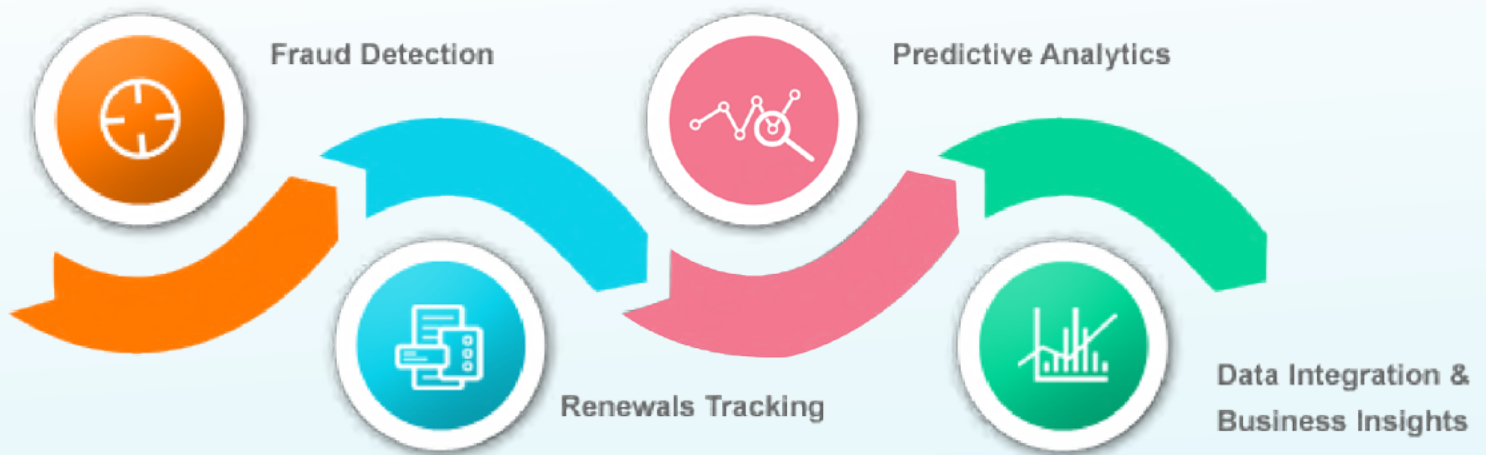 Fraud Detection
Renewals Tracking
Predictive Analytics
Data Integration &
Business Insights